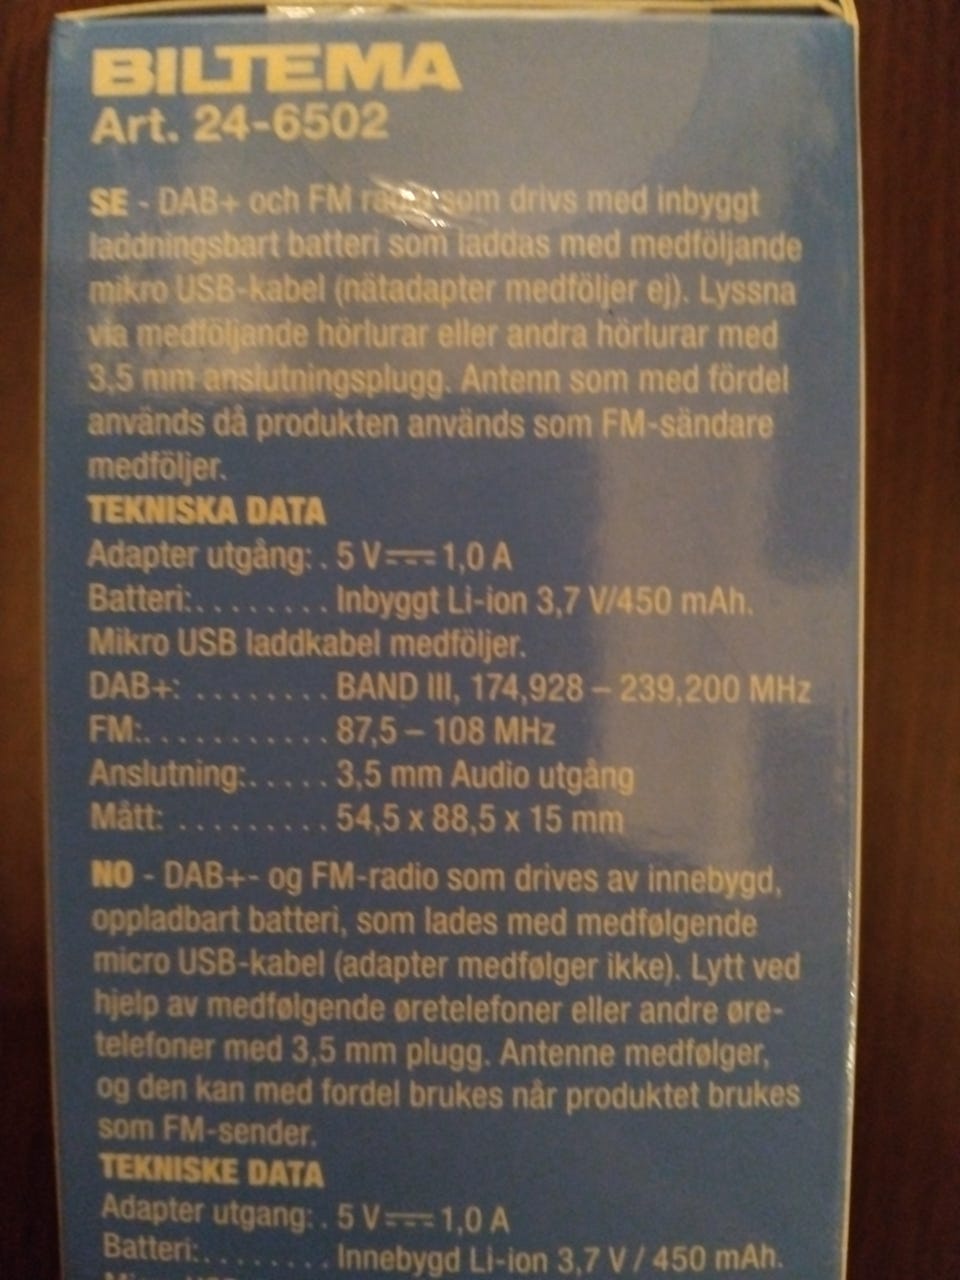 BILTEMA
Art. 24-6502
SE - DAB+ och FM radio som drivs med inbyggt
laddningsbart batteri som laddas med medföljande
mikro USB-kabel (nätadapter medföljer ej). Lyssna
via medföljande hörlurar eller andra hörlurar med
3,5 mm anslutningsplugg. Antenn som med fördel
används då produkten används som FM-sändare
medföljer.
TEKNISKA DATA
Adapter utgång: . 5 V⎓1,0 A
Batteri:. . . . . . . . Inbyggt Li-ion 3,7 V/450 mAh.
Mikro USB laddkabel medföljer.
DAB+: . . . . . . . . BAND III, 174,928 – 239,200 MHz
FM:. . . . . . . . . . . 87,5 – 108 MHz
Anslutning:. . . . . 3,5 mm Audio utgång
Mått: . . . . . . . . . 54,5 x 88,5 x 15 mm
NO - DAB+- og FM-radio som drives av innebygd,
oppladbart batteri, som lades med medfølgende
micro USB-kabel (adapter medfølger ikke). Lytt ved
hjelp av medfølgende øretelefoner eller andre øre-
telefoner med 3,5 mm plugg. Antenne medfølger,
og den kan med fordel brukes når produktet brukes
som FM-sender.
TEKNISKE DATA
Adapter utgang: . 5 V⎓1,0 A
Batteri:. . . . . . . . Innebygd Li-ion 3,7 V / 450 mAh.